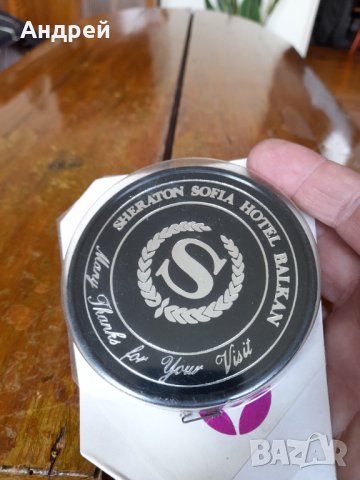 Андрей
SHERATON SOFIA HOTEL BALKAN
S
Many Thanks for Your Visit
BAZAR